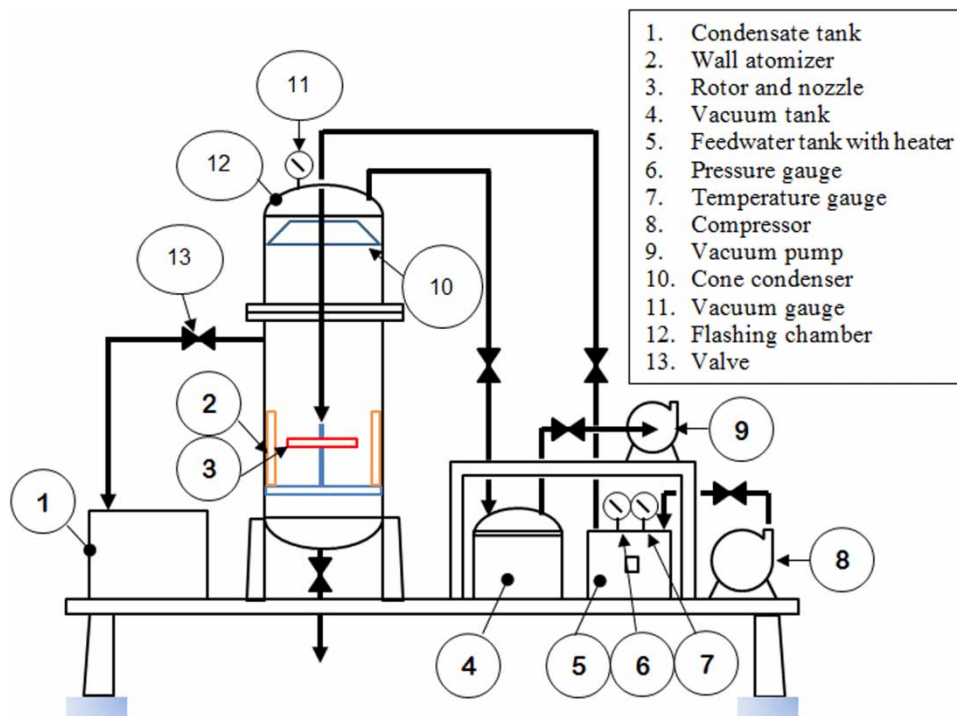 1. Condensate tank
2. Wall atomizer
3. Rotor and nozzle
4. Vacuum tank
5. Feedwater tank with heater
6. Pressure gauge
7. Temperature gauge
8. Compressor
9. Vacuum pump
10. Cone condenser
11. Vacuum gauge
12. Flashing chamber
13. Valve
11
12
13
10
2
9
3
1
8
4
5
6
7